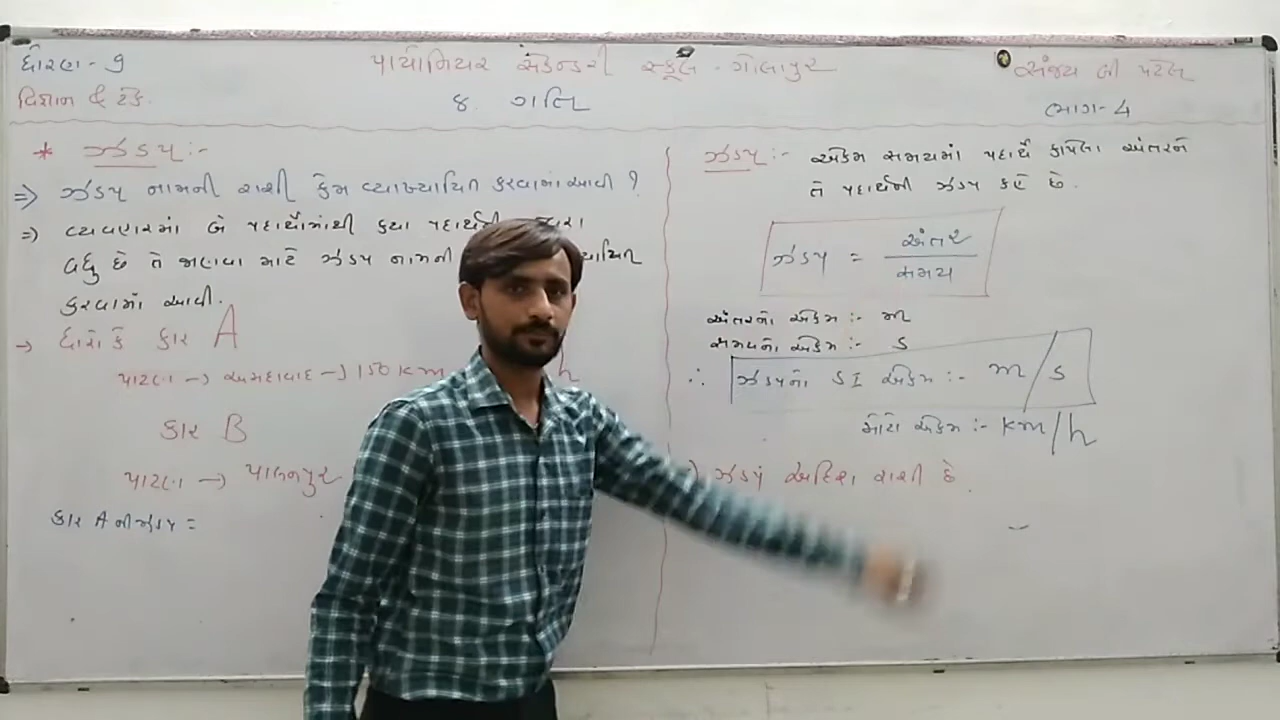 ધોરણ - 9
પાયોનિયર સેકેન્ડરી સ્કૂલ - ગોલાપુર
સંજય બી પટેલ
વિજ્ઞાન & ટેક.
8. ગતિ
ભાગ - 4
* ઝડપ :-
⇒ ઝડપ નામની રાશી કેમ વ્યાખ્યાયિત કરવામાં આવી ?
⇒ વ્યવહારમાં બે પદાર્થોમાંથી કયા પદાર્થની
વધુ છે તે જાણવા માટે ઝડપ નામની
કરવામાં આવી.
→ ધારો કે કાર A
પાટણ → અમદાવાદ → 150 km h
કાર B
પાટણ → પાલનપુર
કાર A ની ઝડપ =
ઝડપ :- એકમ સમયમાં પદાર્થે કાપેલા અંતરને
તે પદાર્થની ઝડપ કહે છે.
ઝડપ = અંતર / સમય
અંતરનો એકમ :- m
સમયનો એકમ :- s
∴ ઝડપનો SI એકમ :- m/s
મોટો એકમ :- km/h
ઝડપ અદિશ રાશી છે.